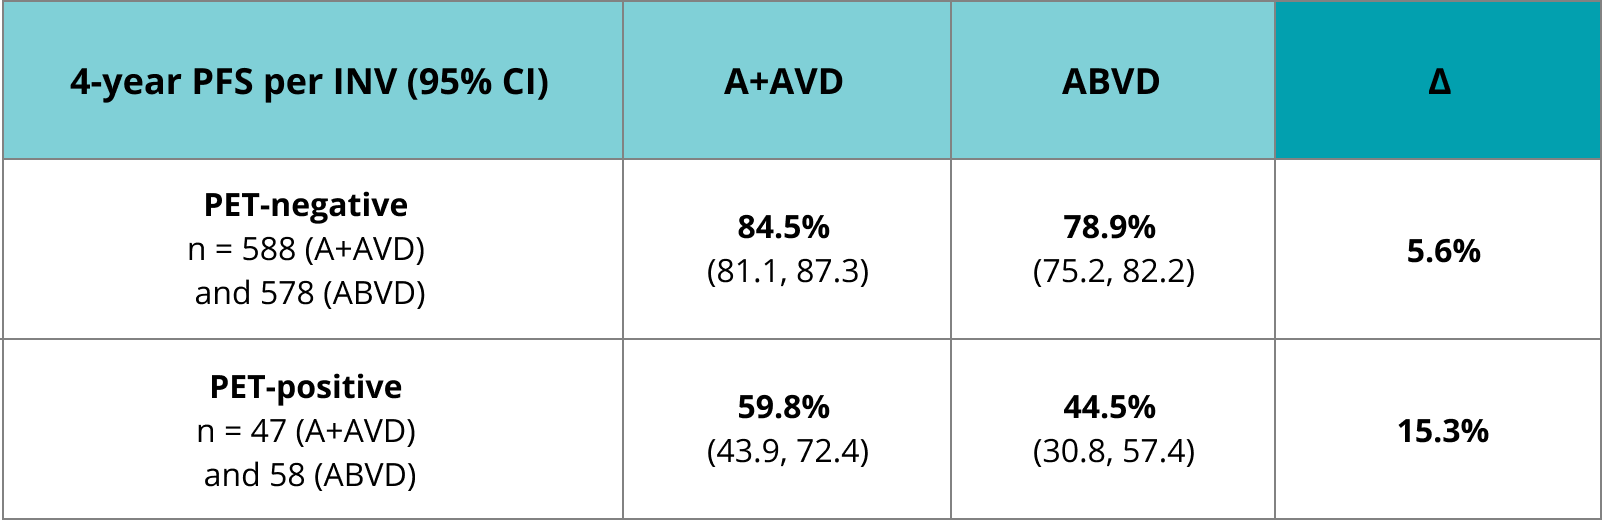 4-year PFS per INV (95% CI)
A+AVD
ABVD
Δ
PET-negative
n = 588 (A+AVD)
and 578 (ABVD)
84.5%
(81.1, 87.3)
78.9%
(75.2, 82.2)
5.6%
PET-positive
n = 47 (A+AVD)
and 58 (ABVD)
59.8%
(43.9, 72.4)
44.5%
(30.8, 57.4)
15.3%